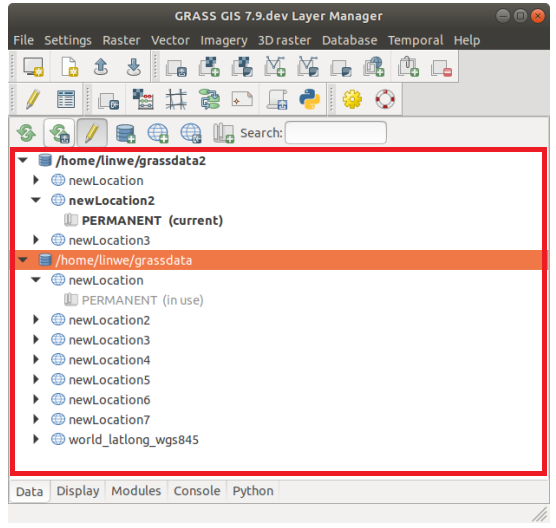 GRASS GIS 7.9.dev Layer Manager
File Settings Raster Vector Imagery 3D raster Database Temporal Help
Search:
/home/linwe/grassdata2
newLocation
newLocation2
PERMANENT (current)
newLocation3
/home/linwe/grassdata
newLocation
PERMANENT (in use)
newLocation2
newLocation3
newLocation4
newLocation5
newLocation6
newLocation7
world_latlong_wgs845
Data Display Modules Console Python